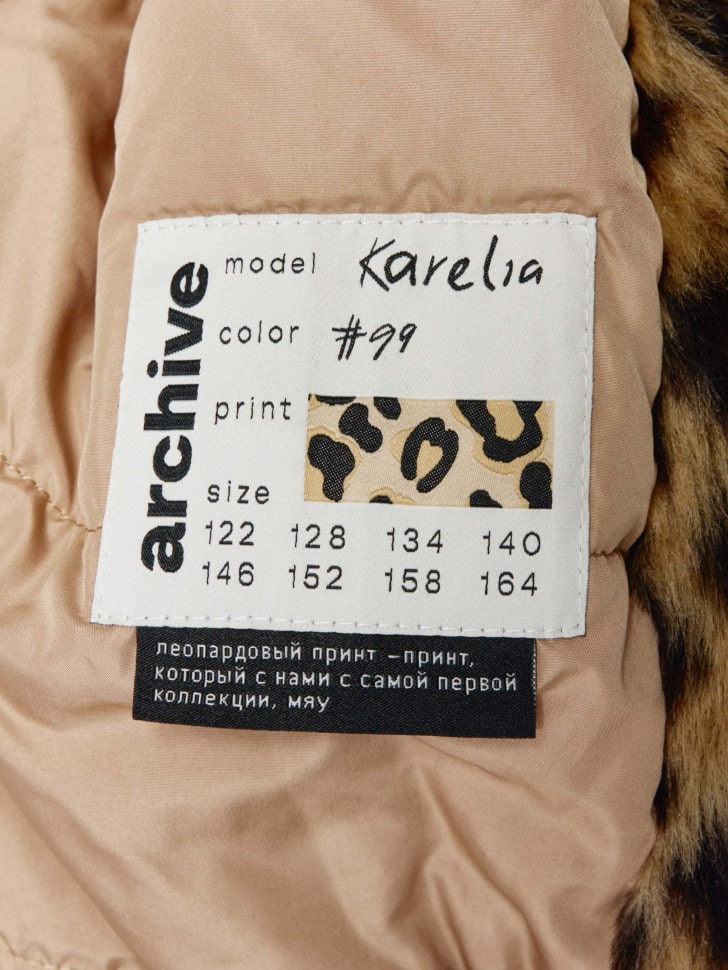 archive
model Karelia
color #99
print
size
122 128 134 140
146 152 158 164
леопардовый принт –принт,
который с нами с самой первой
коллекции, мяу